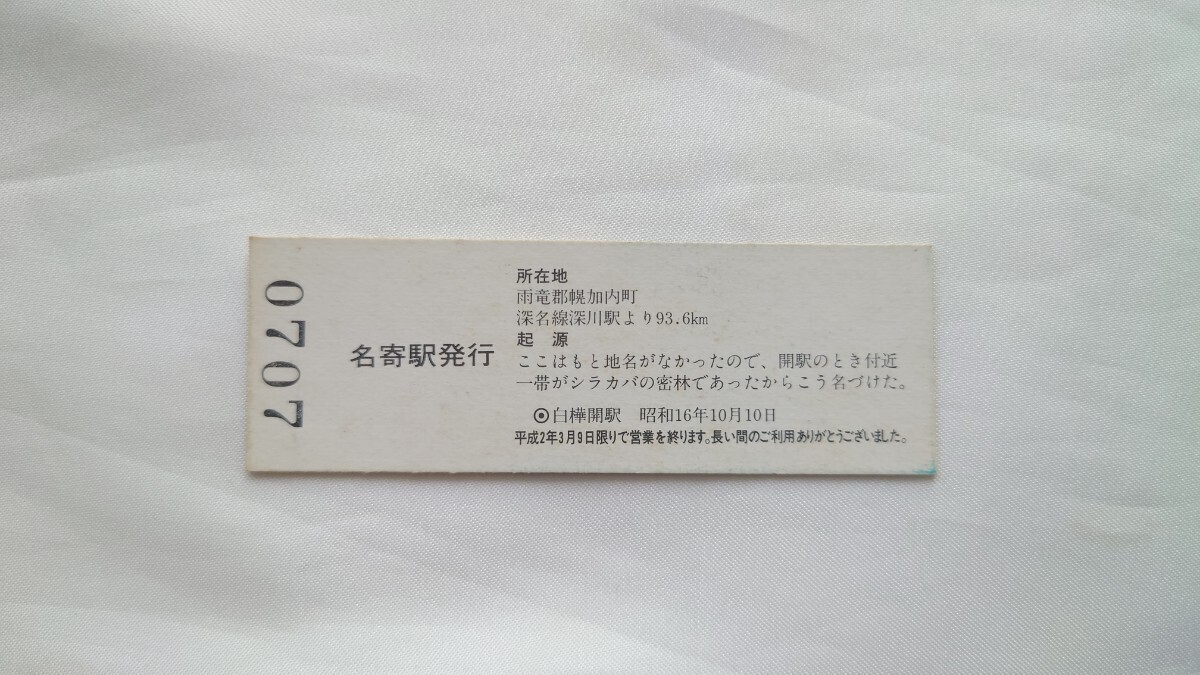 0707
名寄駅発行
所在地
雨竜郡幌加内町
深名線深川駅より93.6km
起　源
ここはもと地名がなかったので、開駅のとき付近
一帯がシラカバの密林であったからこう名づけた。
◉白樺開駅　昭和16年10月10日
平成2年3月9日限りで営業を終ります。長い間のご利用ありがとうございました。